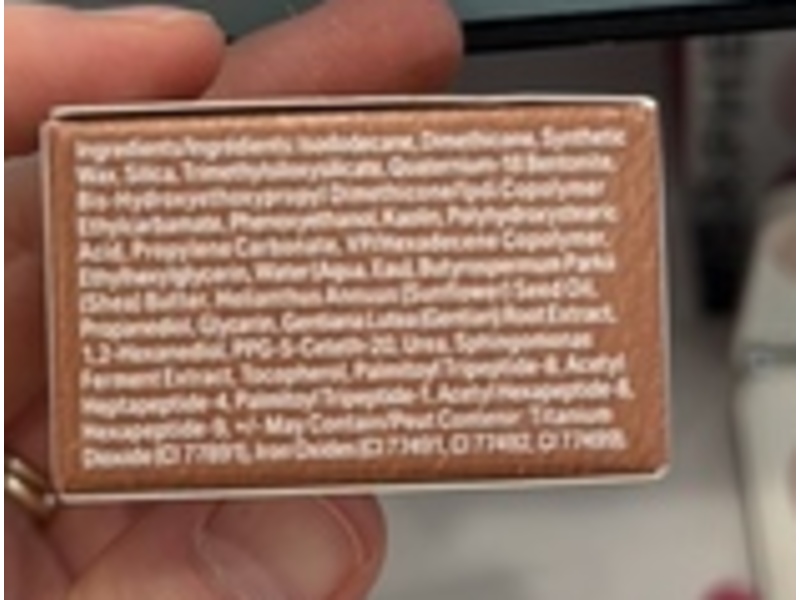 Ingredients/Ingrédients: Isododecane, Dimethicone, Synthetic
Wax, Silica, Trimethylsiloxysilicate, Quaternium-18 Bentonite,
Bis-Hydroxyethoxypropyl Dimethicone/Ipdi Copolymer
Ethylcarbamate, Phenoxyethanol, Kaolin, Polyhydroxystearic
Acid, Propylene Carbonate, VP/Hexadecene Copolymer,
Ethylhexylglycerin, Water (Aqua, Eau), Butyrospermum Parkii
(Shea) Butter, Helianthus Annuus (Sunflower) Seed Oil,
Propanediol, Glycerin, Gentiana Lutea (Gentian) Root Extract,
1,2-Hexanediol, PPG-5-Ceteth-20, Urea, Sphingomonas
Ferment Extract, Tocopherol, Palmitoyl Tripeptide-8, Acetyl
Heptapeptide-4, Palmitoyl Tripeptide-1, Acetyl Hexapeptide-8,
Hexapeptide-9, +/- May Contain/Peut Contenir: Titanium
Dioxide (CI 77891), Iron Oxides (CI 77491, CI 77492, CI 77499).